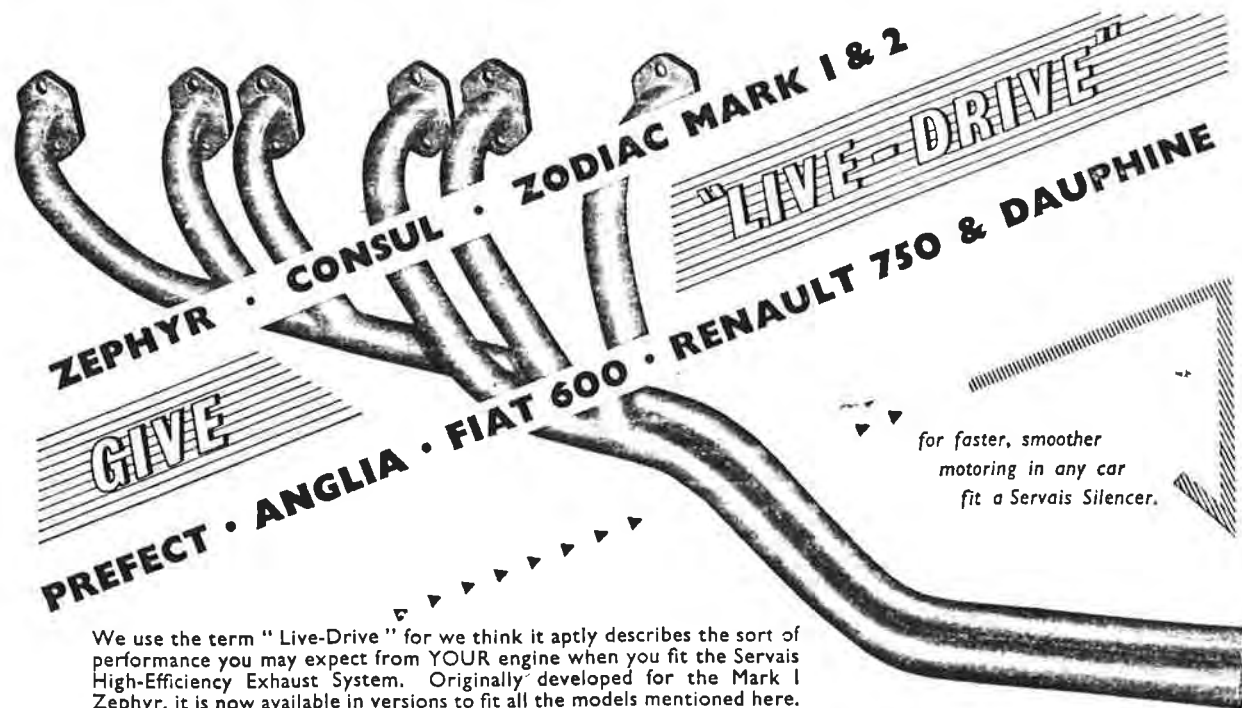 ZEPHYR · CONSUL · ZODIAC MARK 1 & 2
GIVE
"LIVE-DRIVE"
PREFECT · ANGLIA · FIAT 600 · RENAULT 750 & DAUPHINE
for faster, smoother
motoring in any car
fit a Servais Silencer.
We use the term " Live-Drive " for we think it aptly describes the sort of
performance you may expect from YOUR engine when you fit the Servais
High-Efficiency Exhaust System. Originally developed for the Mark I
Zephyr, it is now available in versions to fit all the models mentioned here.